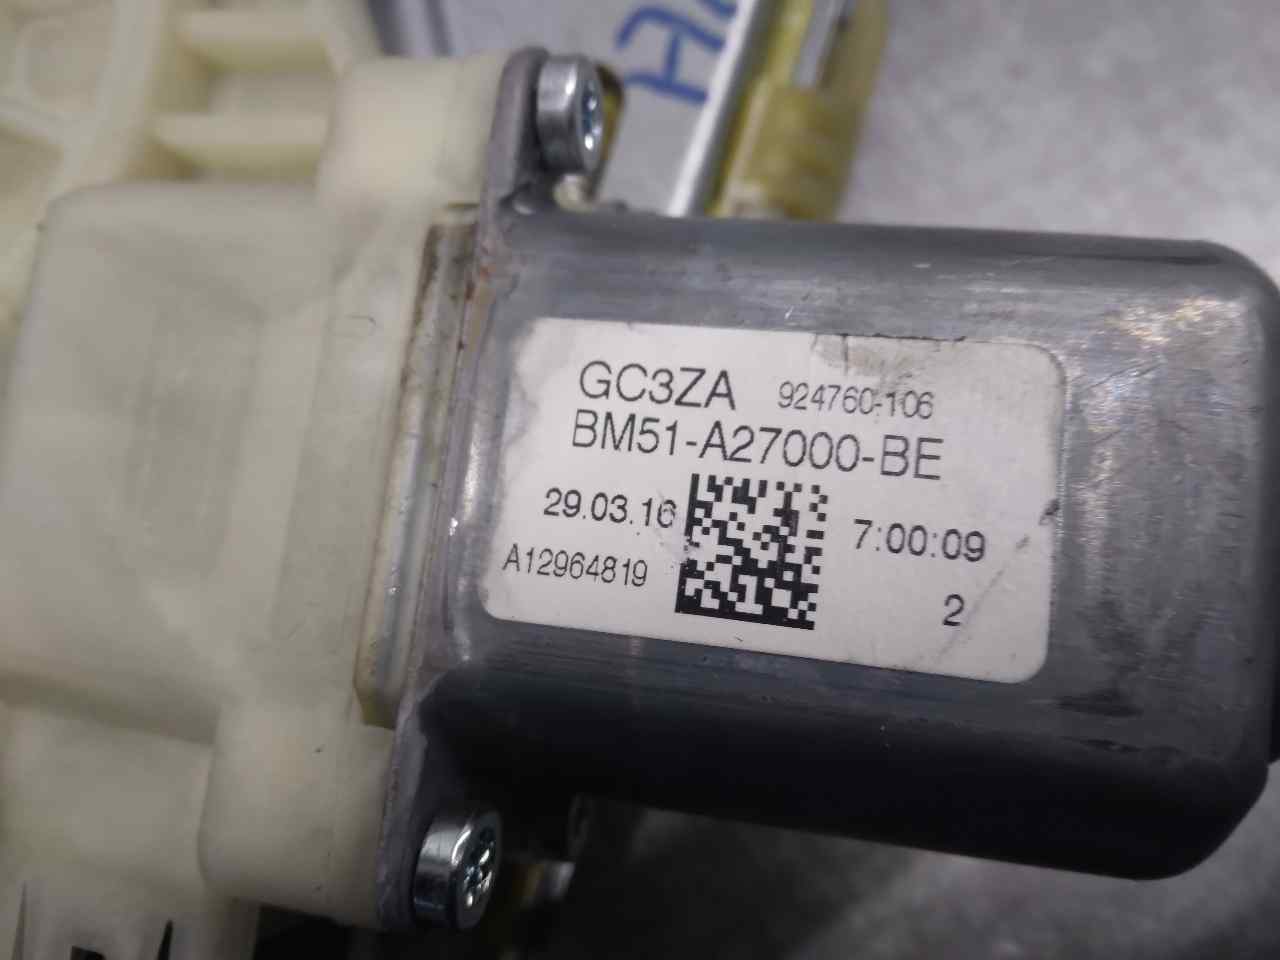 GC3ZA 924760-106
BM51-A27000-BE
29.03.16 7:00:09
A12964819 2